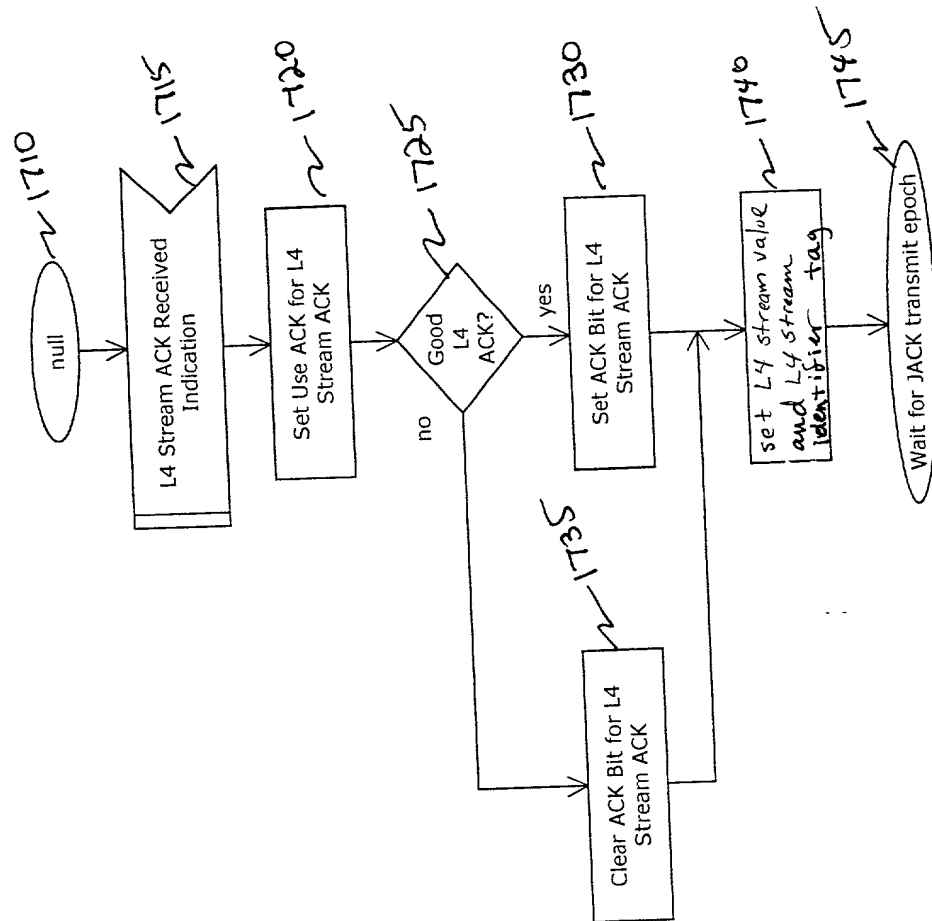 null
1710
L4 Stream ACK Received
Indication
1715
Set Use ACK for L4
Stream ACK
1720
Good
L4
ACK?
1725
no
yes
Set ACK Bit for L4
Stream ACK
1730
Clear ACK Bit for L4
Stream ACK
1735
set L4 stream value
and L4 stream
identifier tag
1740
Wait for JACK transmit epoch
1745